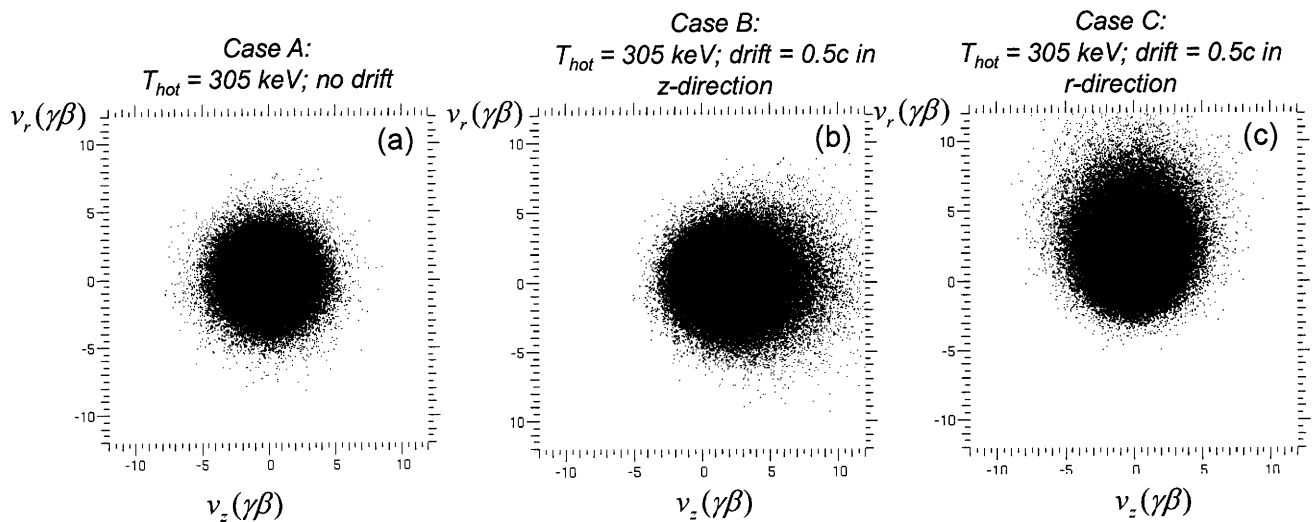 Case A:
T_hot = 305 keV; no drift
Case B:
T_hot = 305 keV; drift = 0.5c in
z-direction
Case C:
T_hot = 305 keV; drift = 0.5c in
r-direction
v_r(γβ)
(a)
10
5
0
-5
-10
-10
-5
0
5
10
v_z(γβ)
v_r(γβ)
(b)
10
5
0
-5
10
-10
-5
0
5
10
v_z(γβ)
v_r(γβ)
(c)
10
5
0
-5
-10
-10
-5
0
5
10
v_z(γβ)